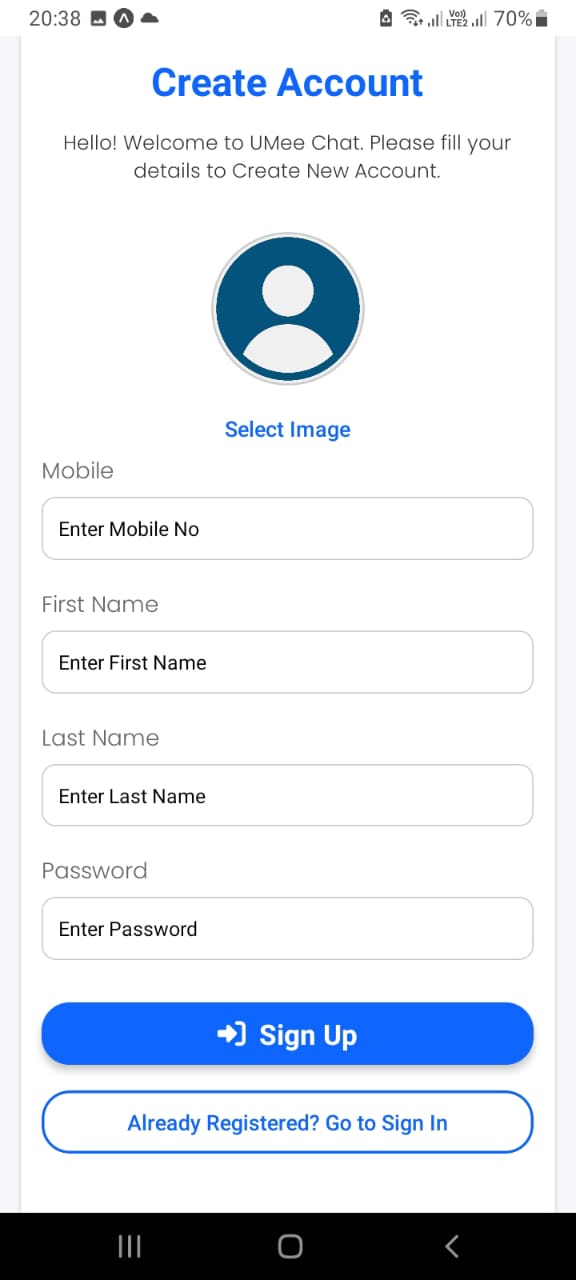 20:38
Vo))
LTE2
70%
Create Account
Hello! Welcome to UMee Chat. Please fill your
details to Create New Account.
Select Image
Mobile
Enter Mobile No
First Name
Enter First Name
Last Name
Enter Last Name
Password
Enter Password
Sign Up
Already Registered? Go to Sign In